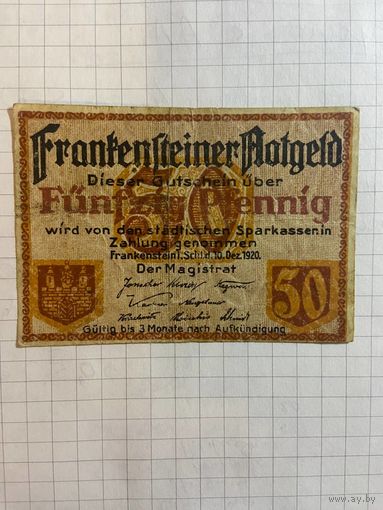 Frankensteiner Notgeld
Dieser Gutschein über
50
Fünfzig Pfennig
wird von den städtischen Sparkassen in
Zahlung genommen
Frankenstein i. Schl. d. 10. Dez. 1920.
Der Magistrat
50
Gültig bis 3 Monate nach Aufkündigung
www.ay.by